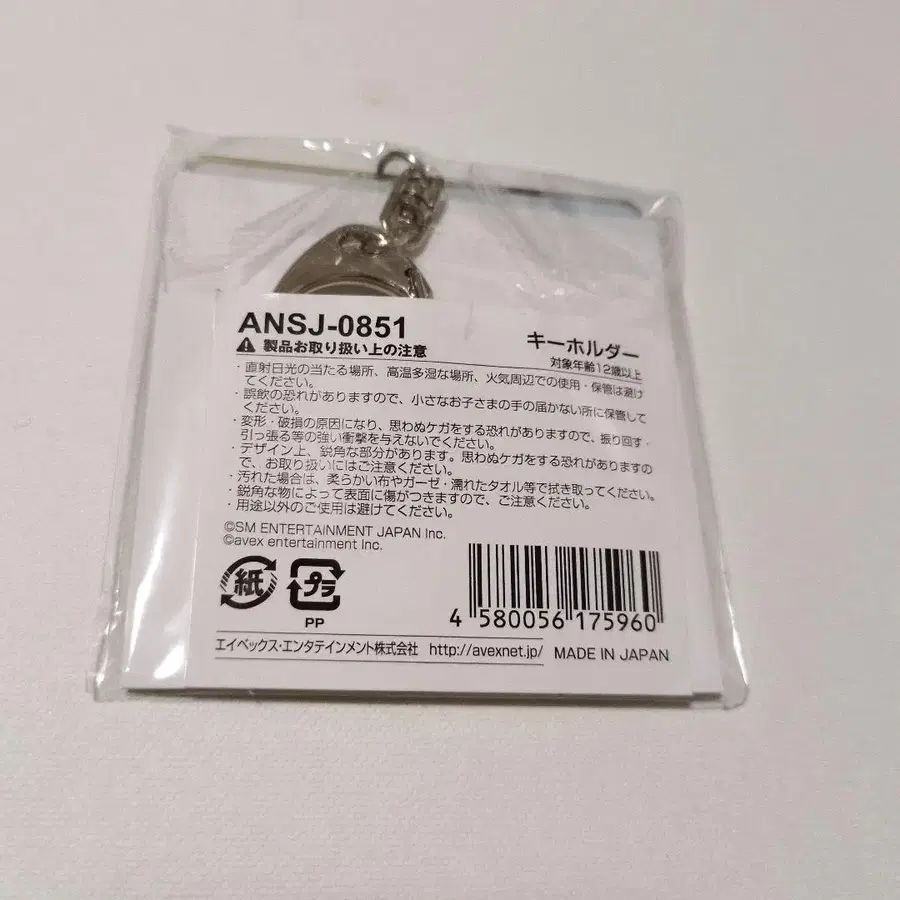 ANSJ-0851
キーホルダー
⚠ 製品お取り扱い上の注意
対象年齢12歳以上
・直射日光の当たる場所、高温多湿な場所、火気周辺での使用・保管は避け
てください。
・誤飲の恐れがありますので、小さなお子さまの手の届かない所に保管して
ください。
・変形・破損の原因になり、思わぬケガをする恐れがありますので、振り回す・
引っ張る等の強い衝撃を与えないでください。
・デザイン上、鋭角な部分があります。思わぬケガをする恐れがありますの
で、お取り扱いにはご注意ください。
・汚れた場合は、柔らかい布やガーゼ・濡れたタオル等で拭き取ってください。
・鋭角な物によって表面に傷がつきますので、ご注意ください。
・用途以外のご使用は避けてください。
©SM ENTERTAINMENT JAPAN Inc.
©avex entertainment Inc.
紙 プラ
PP
4 580056 175960
エイベックス・エンタテインメント株式会社 http://avexnet.jp/ MADE IN JAPAN